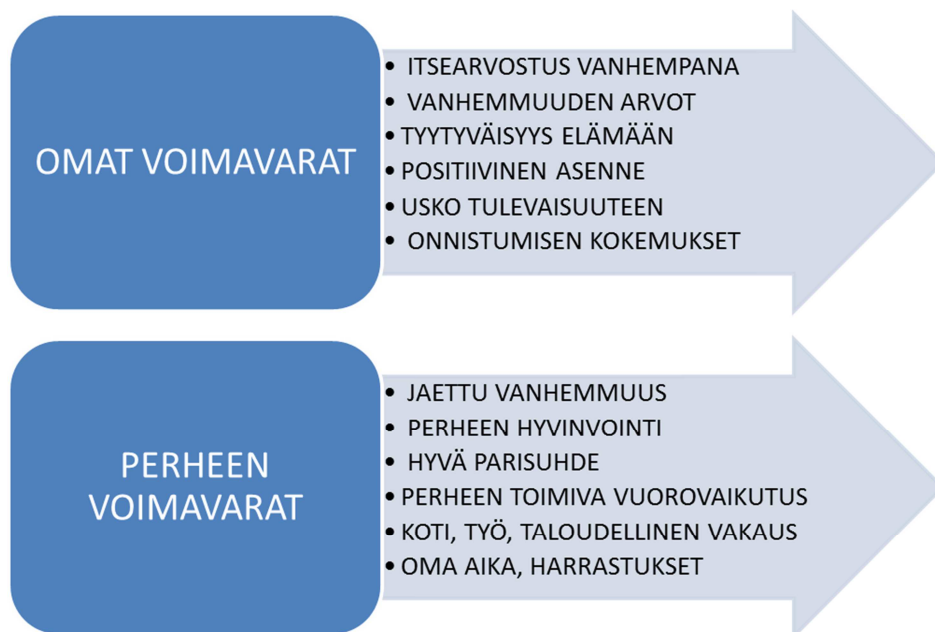 OMAT VOIMAVARAT
• ITSEARVOSTUS VANHEMPANA
• VANHEMMUUDEN ARVOT
• TYYTYVÄISYYS ELÄMÄÄN
• POSITIIVINEN ASENNE
• USKO TULEVAISUUTEEN
• ONNISTUMISEN KOKEMUKSET
PERHEEN
VOIMAVARAT
• JAETTU VANHEMMUUS
• PERHEEN HYVINVOINTI
• HYVÄ PARISUHDE
• PERHEEN TOIMIVA VUOROVAIKUTUS
• KOTI, TYÖ, TALOUDELLINEN VAKAUS
• OMA AIKA, HARRASTUKSET